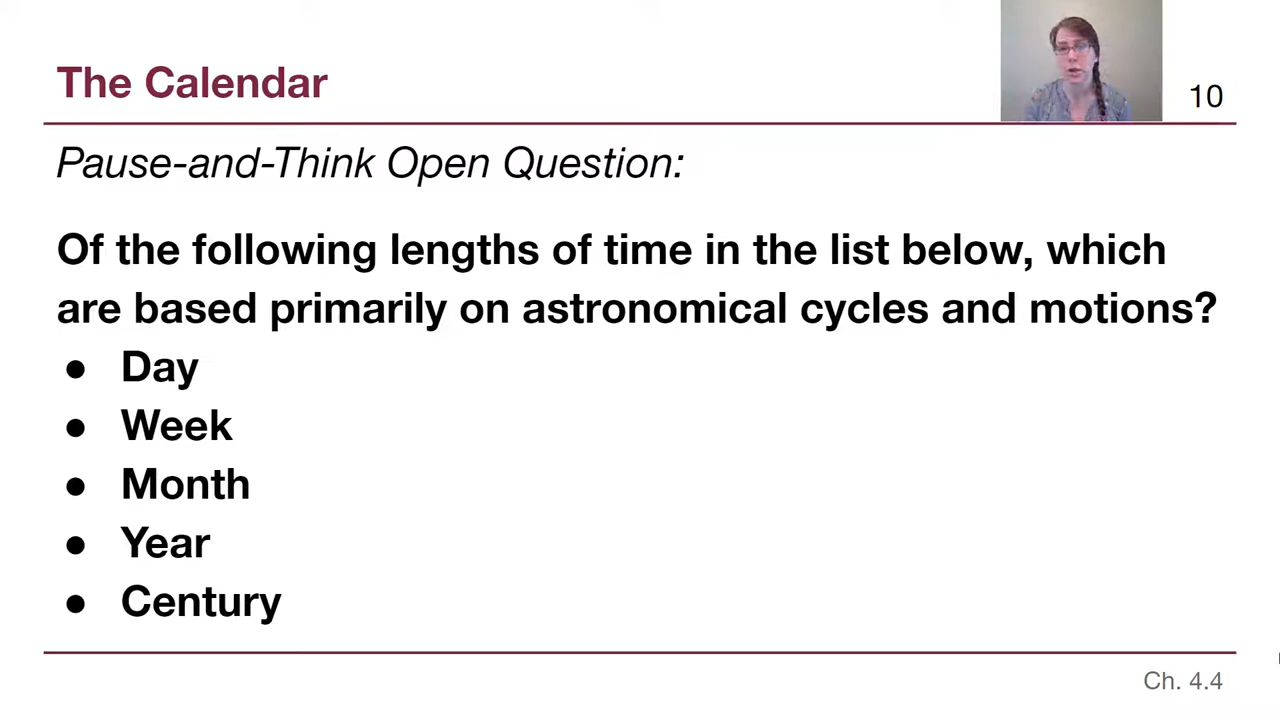 The Calendar
10
Pause-and-Think Open Question:
Of the following lengths of time in the list below, which
are based primarily on astronomical cycles and motions?
● Day
● Week
● Month
● Year
● Century
Ch. 4.4